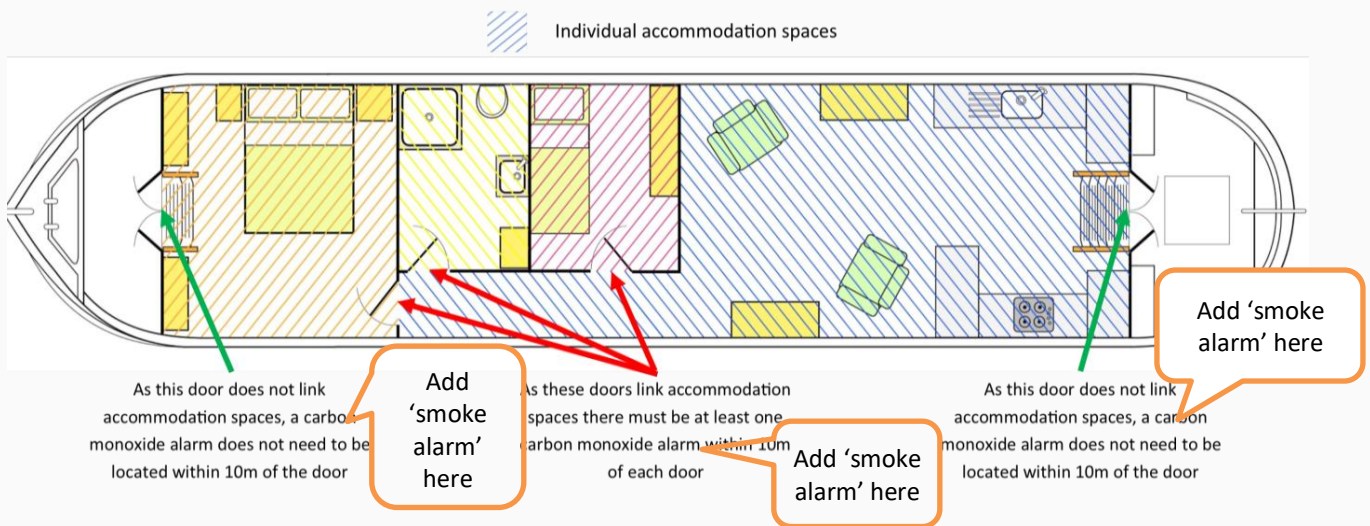 Individual accommodation spaces
As this door does not link
accommodation spaces, a carbon
monoxide alarm does not need to be
located within 10m of the door
Add
‘smoke
alarm’
here
As these doors link accommodation
spaces there must be at least one
carbon monoxide alarm within 10m
of each door
Add ‘smoke
alarm’ here
As this door does not link
accommodation spaces, a carbon
monoxide alarm does not need to be
located within 10m of the door
Add ‘smoke
alarm’ here